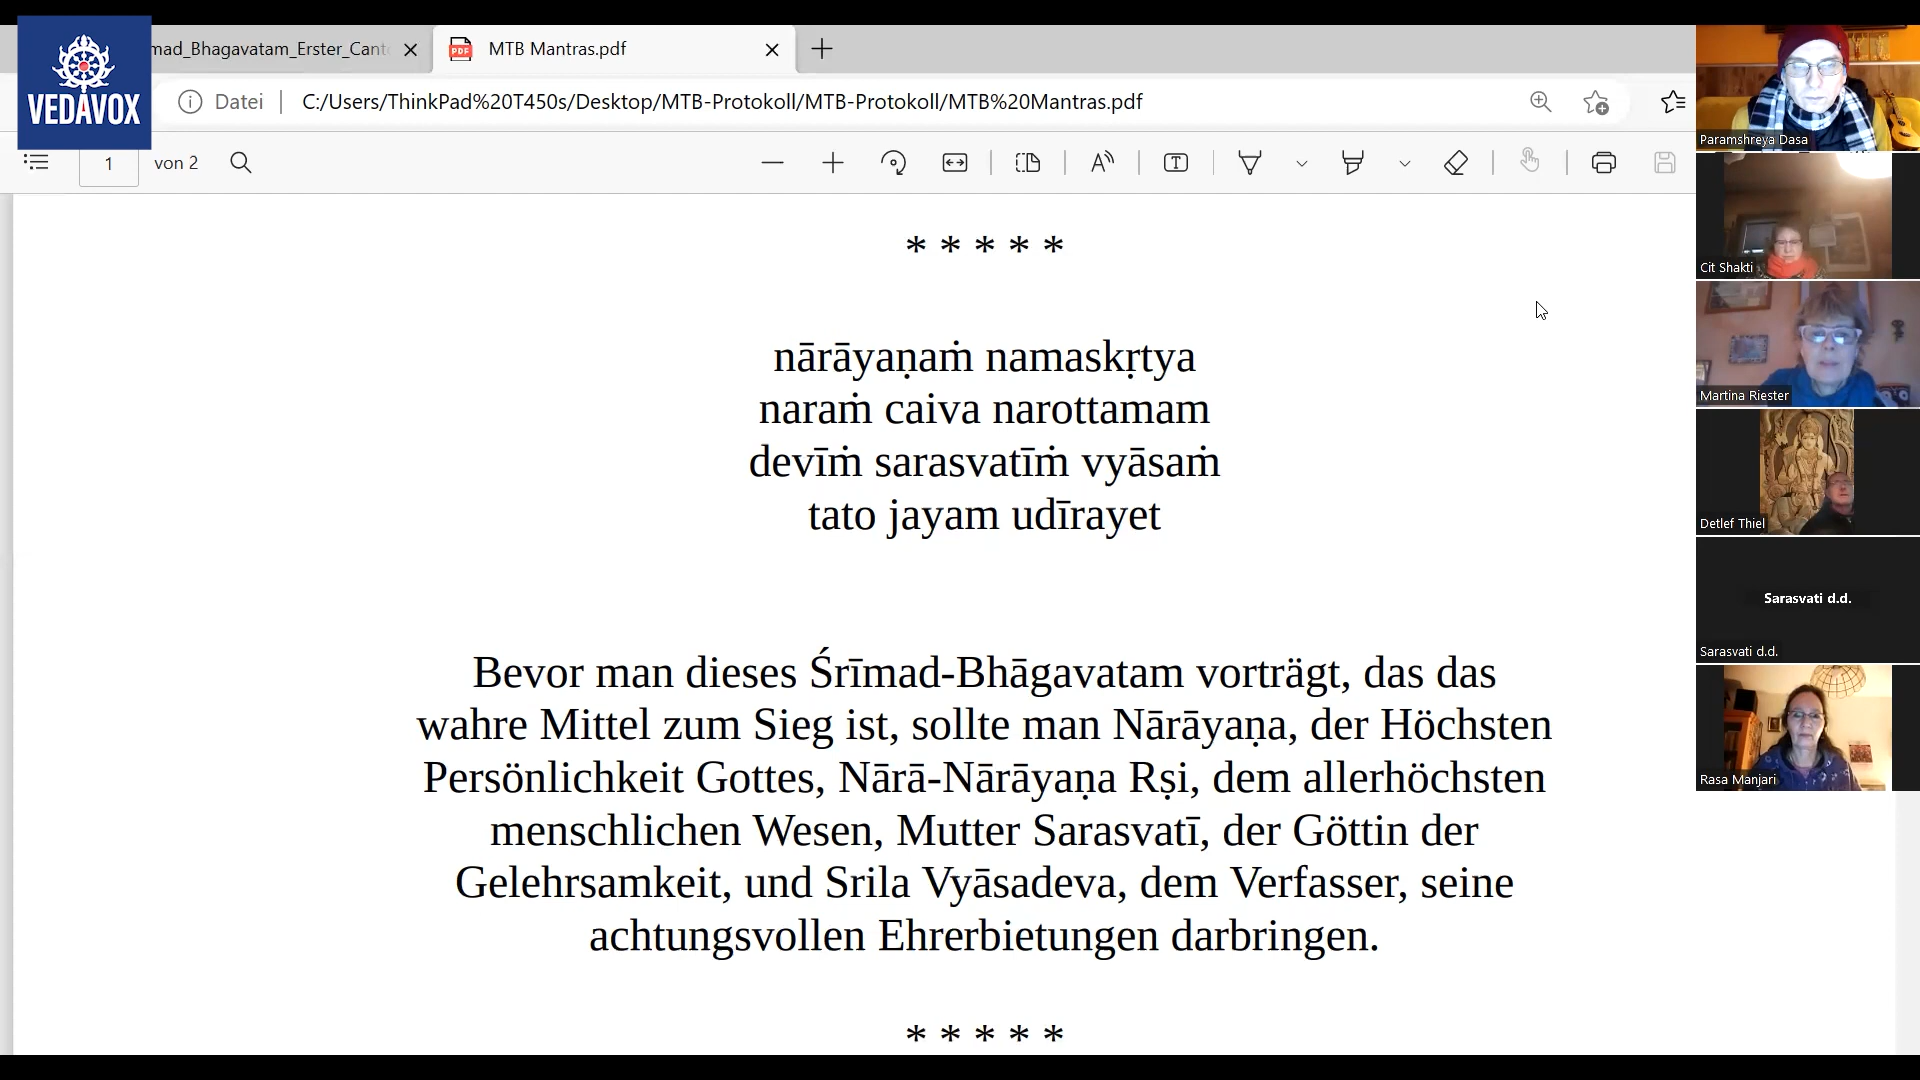 mad_Bhagavatam_Erster_Cant
MTB Mantras.pdf
VEDAVOX
Datei
C:/Users/ThinkPad%20T450s/Desktop/MTB-Protokoll/MTB-Protokoll/MTB%20Mantras.pdf
1 von 2
* * * * *
nārāyaṇaṁ namaskṛtya
naraṁ caiva narottamam
devīṁ sarasvatīṁ vyāsaṁ
tato jayam udīrayet
Bevor man dieses Śrīmad-Bhāgavatam vorträgt, das das
wahre Mittel zum Sieg ist, sollte man Nārāyaṇa, der Höchsten
Persönlichkeit Gottes, Nārā-Nārāyaṇa Rṣi, dem allerhöchsten
menschlichen Wesen, Mutter Sarasvatī, der Göttin der
Gelehrsamkeit, und Srila Vyāsadeva, dem Verfasser, seine
achtungsvollen Ehrerbietungen darbringen.
* * * * *
Paramshreya Dasa
Cit Shakti
Martina Riester
Detlef Thiel
Sarasvati d.d.
Sarasvati d.d.
Rasa Manjari